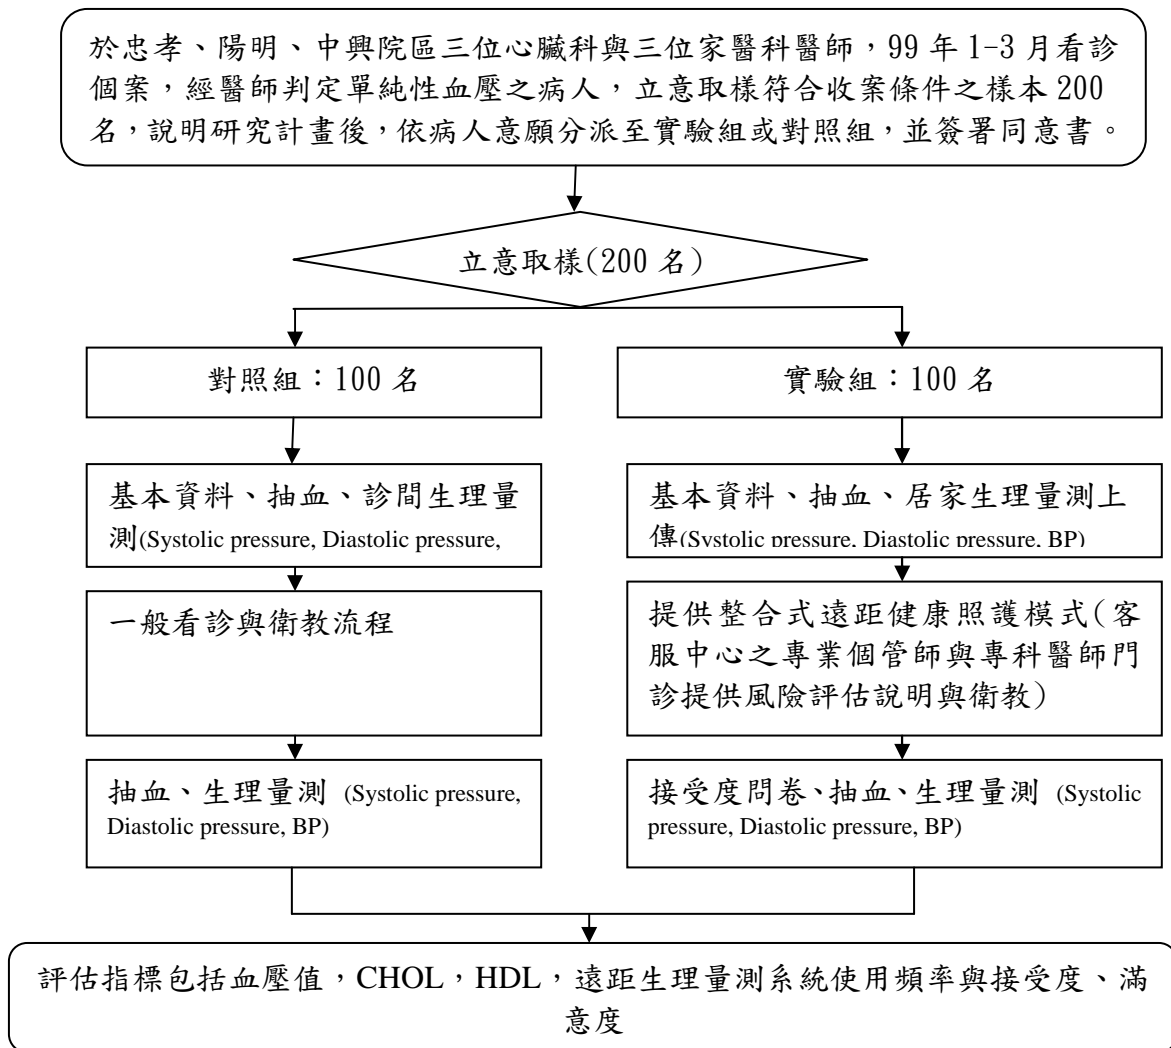 於忠孝、陽明、中興院區三位心臟科與三位家醫科醫師，99 年 1-3 月看診
個案，經醫師判定單純性血壓之病人，立意取樣符合收案條件之樣本 200
名，說明研究計畫後，依病人意願分派至實驗組或對照組，並簽署同意書。
立意取樣(200 名)
對照組：100 名
實驗組：100 名
基本資料、抽血、診間生理量
測(Systolic pressure, Diastolic pressure,
基本資料、抽血、居家生理量測上
傳(Systolic pressure, Diastolic pressure, BP)
一般看診與衛教流程
提供整合式遠距健康照護模式(客
服中心之專業個管師與專科醫師門
診提供風險評估說明與衛教)
抽血、生理量測 (Systolic pressure,
Diastolic pressure, BP)
接受度問卷、抽血、生理量測 (Systolic
pressure, Diastolic pressure, BP)
評估指標包括血壓值，CHOL，HDL，遠距生理量測系統使用頻率與接受度、滿
意度